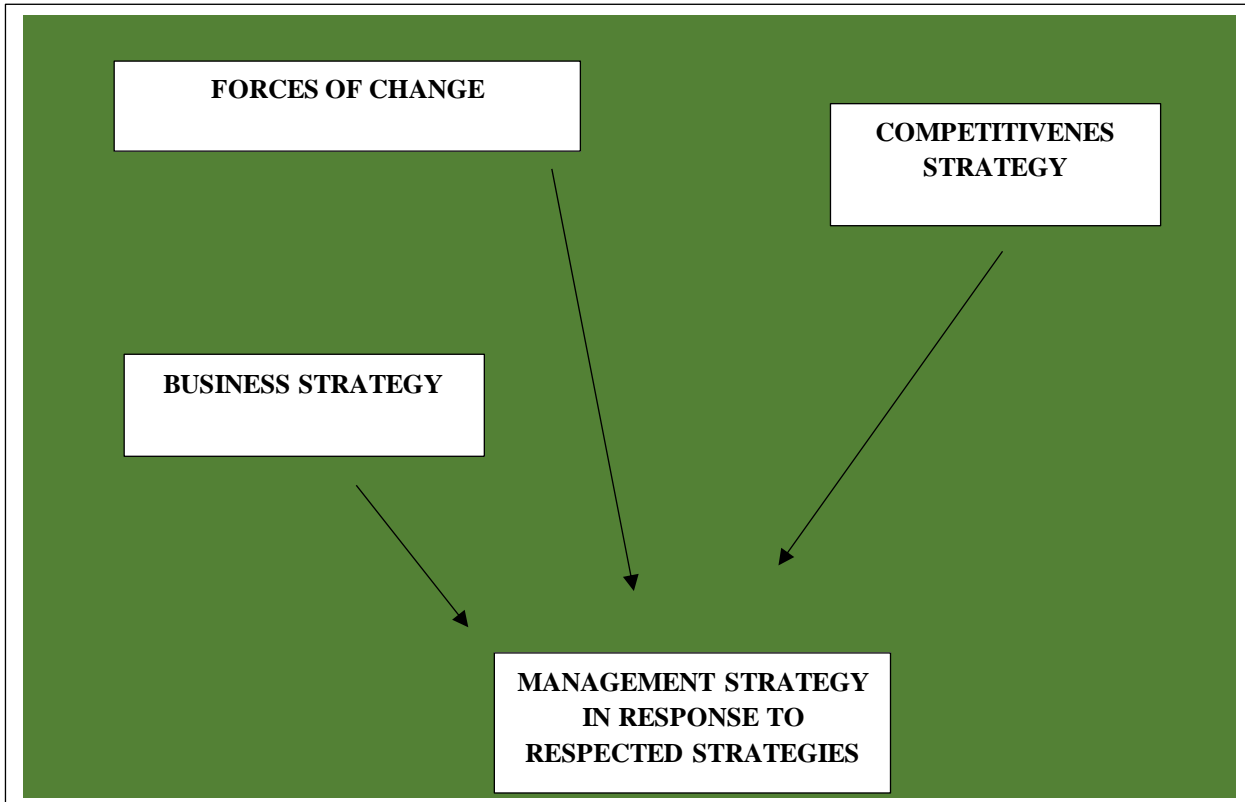 FORCES OF CHANGE
COMPETITIVENES
STRATEGY
BUSINESS STRATEGY
MANAGEMENT STRATEGY
IN RESPONSE TO
RESPECTED STRATEGIES